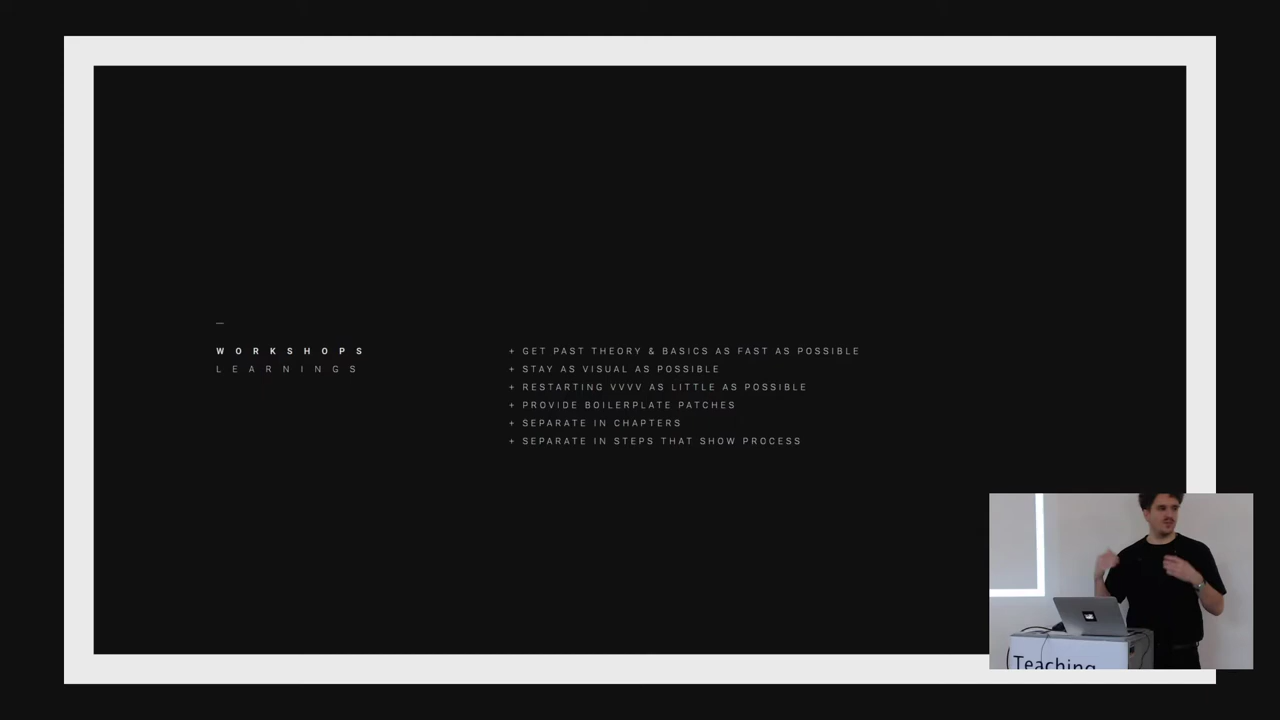 —
WORKSHOPS
LEARNINGS
+ GET PAST THEORY & BASICS AS FAST AS POSSIBLE
+ STAY AS VISUAL AS POSSIBLE
+ RESTARTING VVVV AS LITTLE AS POSSIBLE
+ PROVIDE BOILERPLATE PATCHES
+ SEPARATE IN CHAPTERS
+ SEPARATE IN STEPS THAT SHOW PROCESS
(Teaching